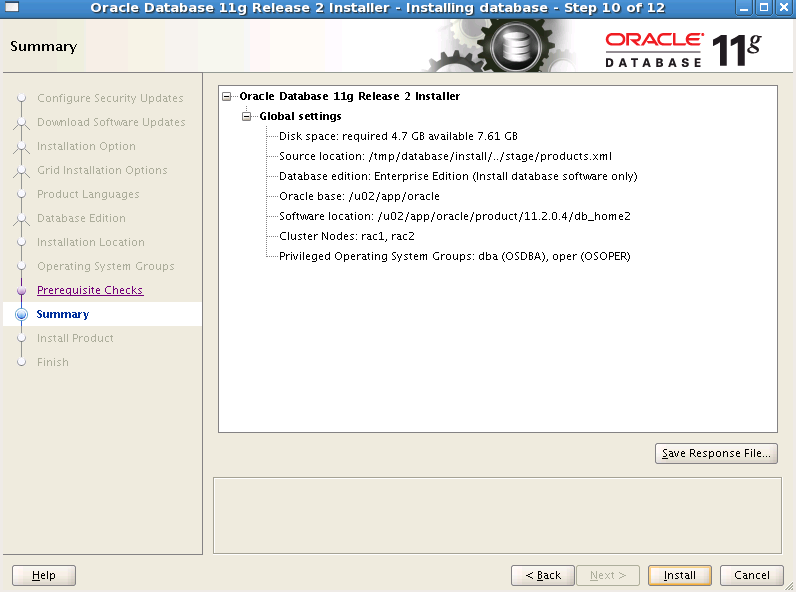 Oracle Database 11g Release 2 Installer - Installing database - Step 10 of 12
Summary
ORACLE 11g
DATABASE
Configure Security Updates
Download Software Updates
Installation Option
Grid Installation Options
Product Languages
Database Edition
Installation Location
Operating System Groups
Prerequisite Checks
Summary
Install Product
Finish
Oracle Database 11g Release 2 Installer
Global settings
Disk space: required 4.7 GB available 7.61 GB
Source location: /tmp/database/install/../stage/products.xml
Database edition: Enterprise Edition (Install database software only)
Oracle base: /u02/app/oracle
Software location: /u02/app/oracle/product/11.2.0.4/db_home2
Cluster Nodes: rac1, rac2
Privileged Operating System Groups: dba (OSDBA), oper (OSOPER)
Save Response File...
Help
< Back
Next >
Install
Cancel